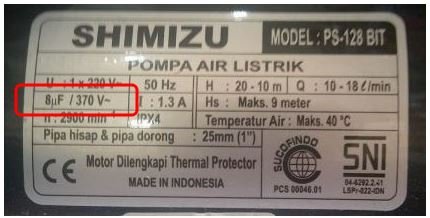 SHIMIZU MODEL: PS-128 BIT
POMPA AIR LISTRIK
U : 1 x 220 V~ 50 Hz H : 20 - 10 m Q : 10 - 18 ℓ/min
8µF / 370 V~ I : 1.3 A Hs : Maks. 9 meter
n : 2900 min⁻¹ IPX4 Temperatur Air : Maks. 40 °C
Pipa hisap & pipa dorong : 25mm (1")
CE Motor Dilengkapi Thermal Protector
MADE IN INDONESIA
SUCOFINDO
PCS 00046.01
SNI
04-6292.2.41
LSPr-022-IDN